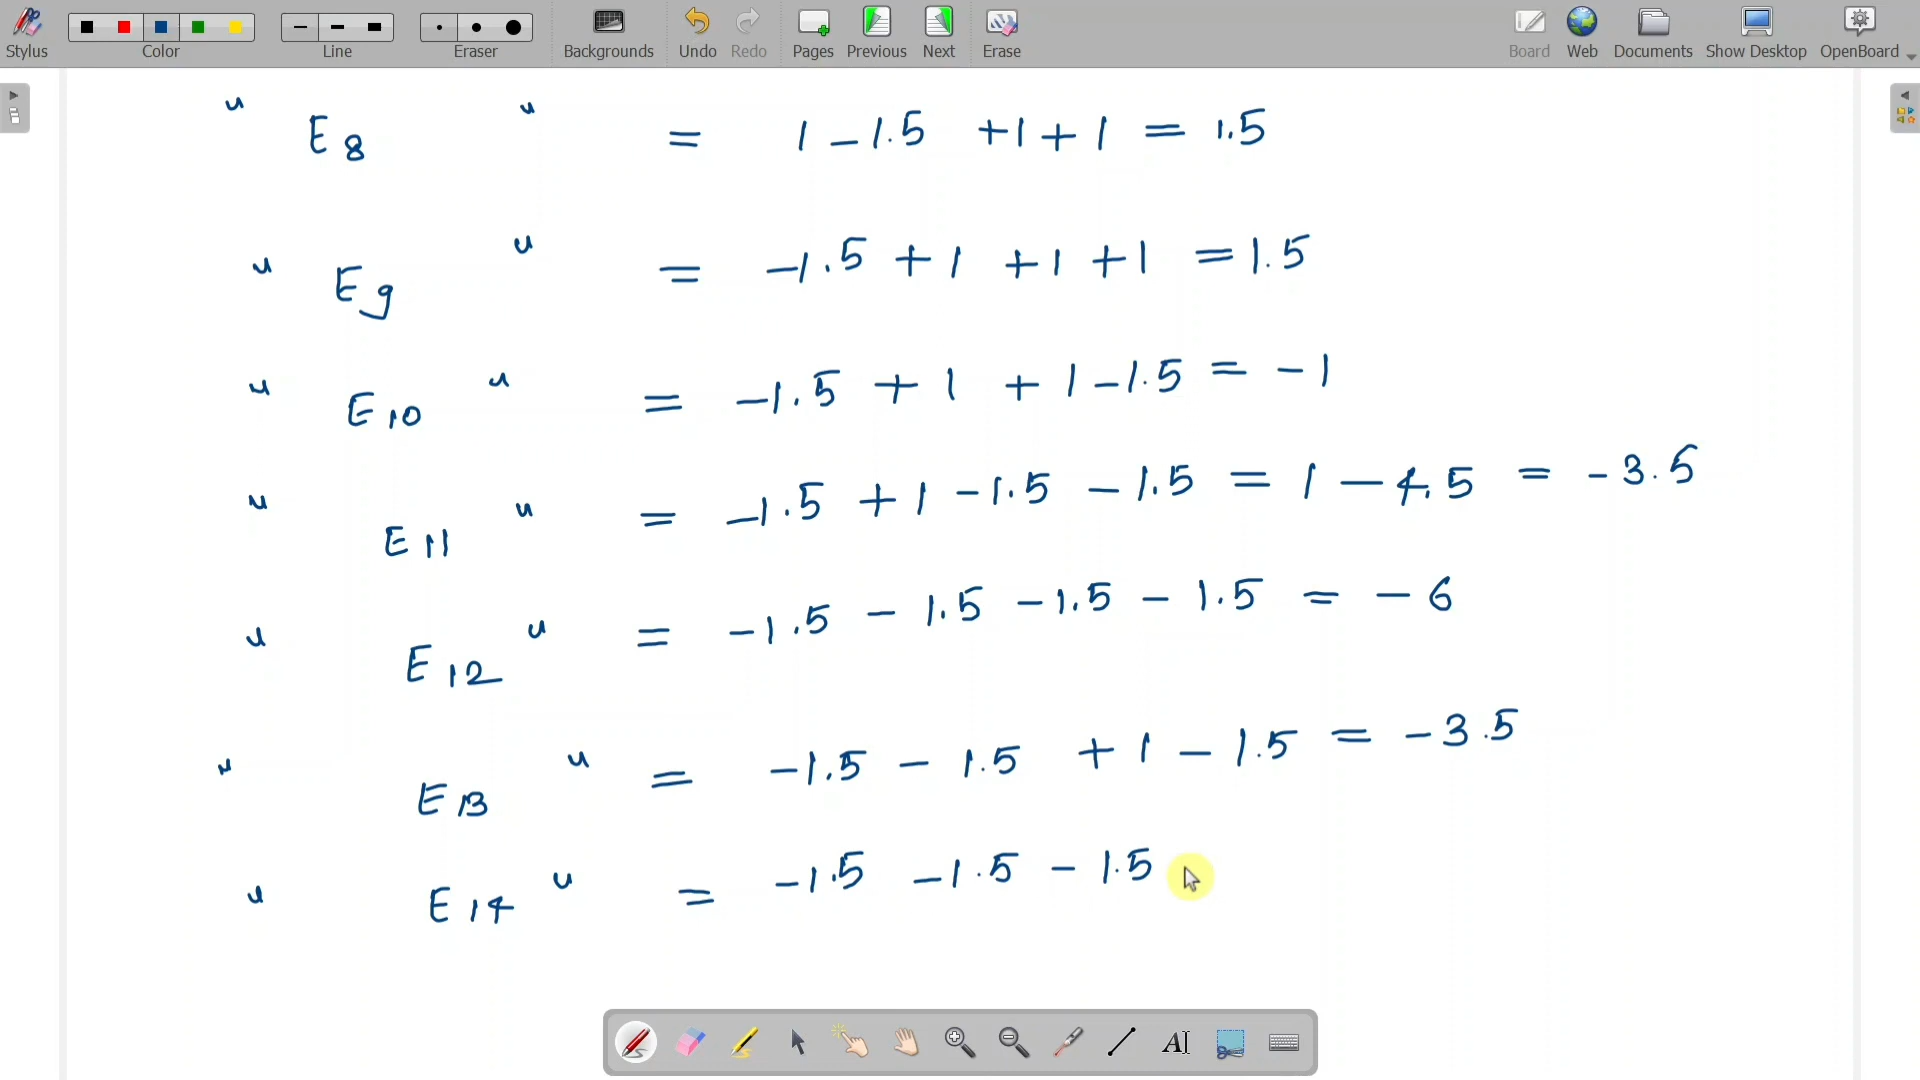 Stylus Color Line Eraser Backgrounds Undo Redo Pages Previous Next Erase Board Web Documents Show Desktop OpenBoard
" E8 " = 1 - 1.5 + 1 + 1 = 1.5
" E9 " = -1.5 + 1 + 1 + 1 = 1.5
" E10 " = -1.5 + 1 + 1 - 1.5 = -1
" E11 " = -1.5 + 1 - 1.5 - 1.5 = 1 - 4.5 = -3.5
" E12 " = -1.5 - 1.5 - 1.5 - 1.5 = -6
" E13 " = -1.5 - 1.5 + 1 - 1.5 = -3.5
" E14 " = -1.5 - 1.5 - 1.5